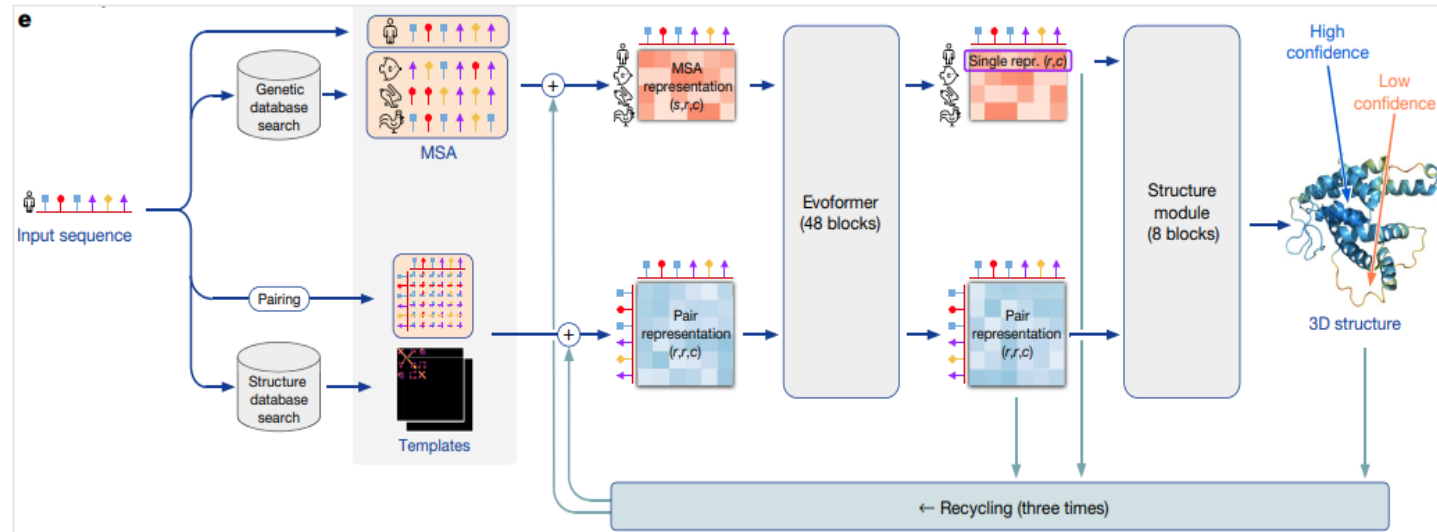 e
Genetic
database
search
MSA
Input sequence
Pairing
Structure
database
search
Templates
+
+
MSA
representation
(s,r,c)
Pair
representation
(r,r,c)
Evoformer
(48 blocks)
Single repr. (r,c)
Pair
representation
(r,r,c)
Structure
module
(8 blocks)
High
confidence
Low
confidence
3D structure
← Recycling (three times)